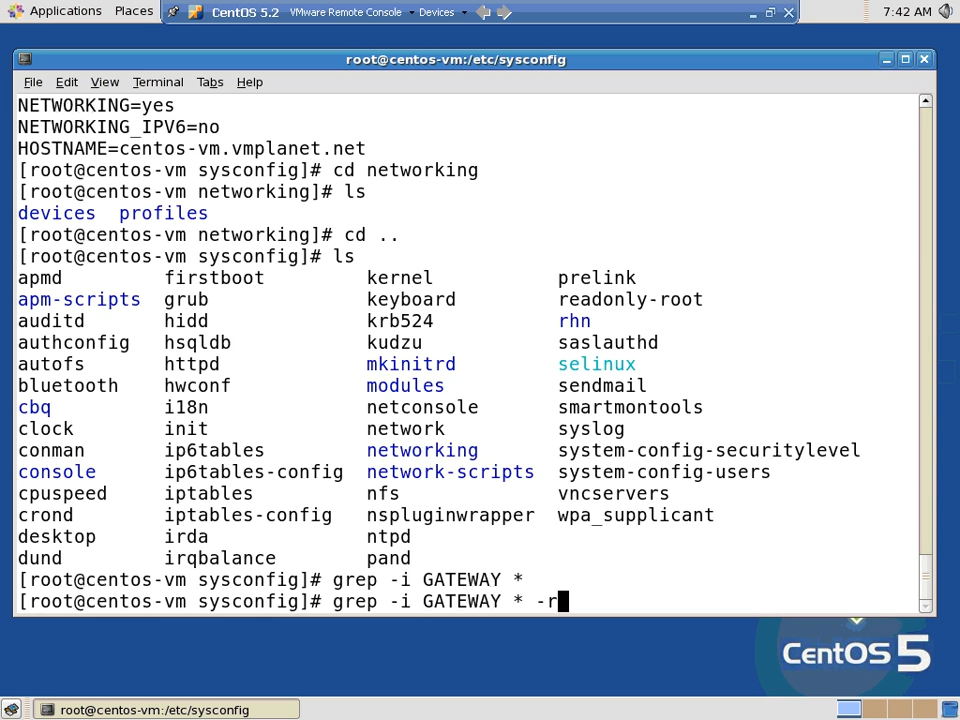 Applications Places CentOS 5.2 VMware Remote Console Devices 7:42 AM
root@centos-vm:/etc/sysconfig
File Edit View Terminal Tabs Help
NETWORKING=yes
NETWORKING_IPV6=no
HOSTNAME=centos-vm.vmplanet.net
[root@centos-vm sysconfig]# cd networking
[root@centos-vm networking]# ls
devices profiles
[root@centos-vm networking]# cd ..
[root@centos-vm sysconfig]# ls
apmd firstboot kernel prelink
apm-scripts grub keyboard readonly-root
auditd hidd krb524 rhn
authconfig hsqldb kudzu saslauthd
autofs httpd mkinitrd selinux
bluetooth hwconf modules sendmail
cbq i18n netconsole smartmontools
clock init network syslog
conman ip6tables networking system-config-securitylevel
console ip6tables-config network-scripts system-config-users
cpuspeed iptables nfs vncservers
crond iptables-config nspluginwrapper wpa_supplicant
desktop irda ntpd
dund irqbalance pand
[root@centos-vm sysconfig]# grep -i GATEWAY *
[root@centos-vm sysconfig]# grep -i GATEWAY * -r
CentOS 5
root@centos-vm:/etc/sysconfig